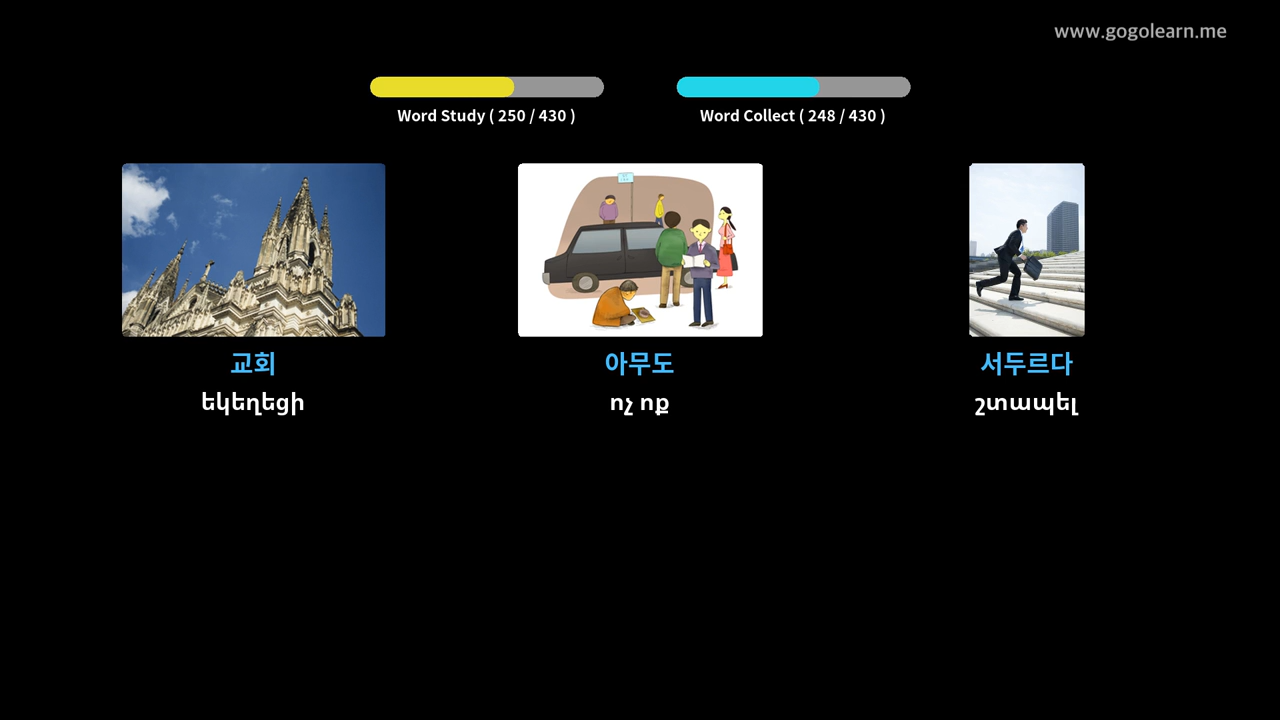 www.gogolearn.me
Word Study ( 250 / 430 )
Word Collect ( 248 / 430 )
교회
아무도
서두르다
եկեղեցի
ոչ ոք
շտապել